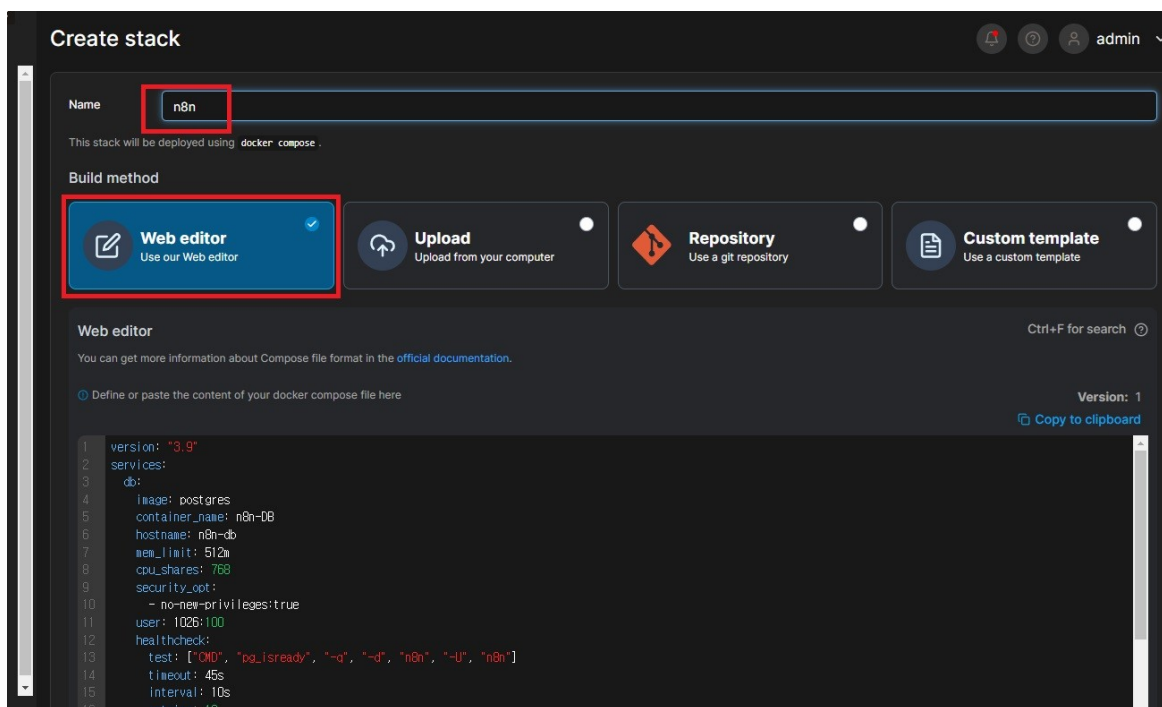 Create stack
admin
Name
n8n
This stack will be deployed using docker compose .
Build method
Web editor
Use our Web editor
Upload
Upload from your computer
Repository
Use a git repository
Custom template
Use a custom template
Web editor
Ctrl+F for search
You can get more information about Compose file format in the official documentation.
Define or paste the content of your docker compose file here
Version: 1
Copy to clipboard
1 version: "3.9"
2 services:
3 db:
4 image: postgres
5 container_name: n8n-DB
6 hostname: n8n-db
7 mem_limit: 512m
8 cpu_shares: 768
9 security_opt:
10 - no-new-privileges:true
11 user: 1026:100
12 healthcheck:
13 test: ["CMD", "pg_isready", "-q", "-d", "n8n", "-U", "n8n"]
14 timeout: 45s
15 interval: 10s